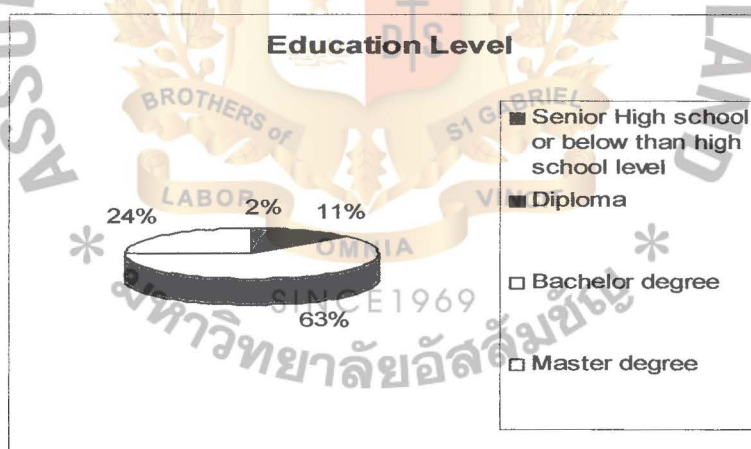 Education Level
ASSU
LAND
D S
BROTHERS of
St GABRIEL
LABOR
VINCIT
OMNIA
SINCE1969
มหาวิทยาลัยอัสสัมชัญ
*
*
24%
2%
11%
63%
Senior High school
or below than high
school level
Diploma
Bachelor degree
Master degree